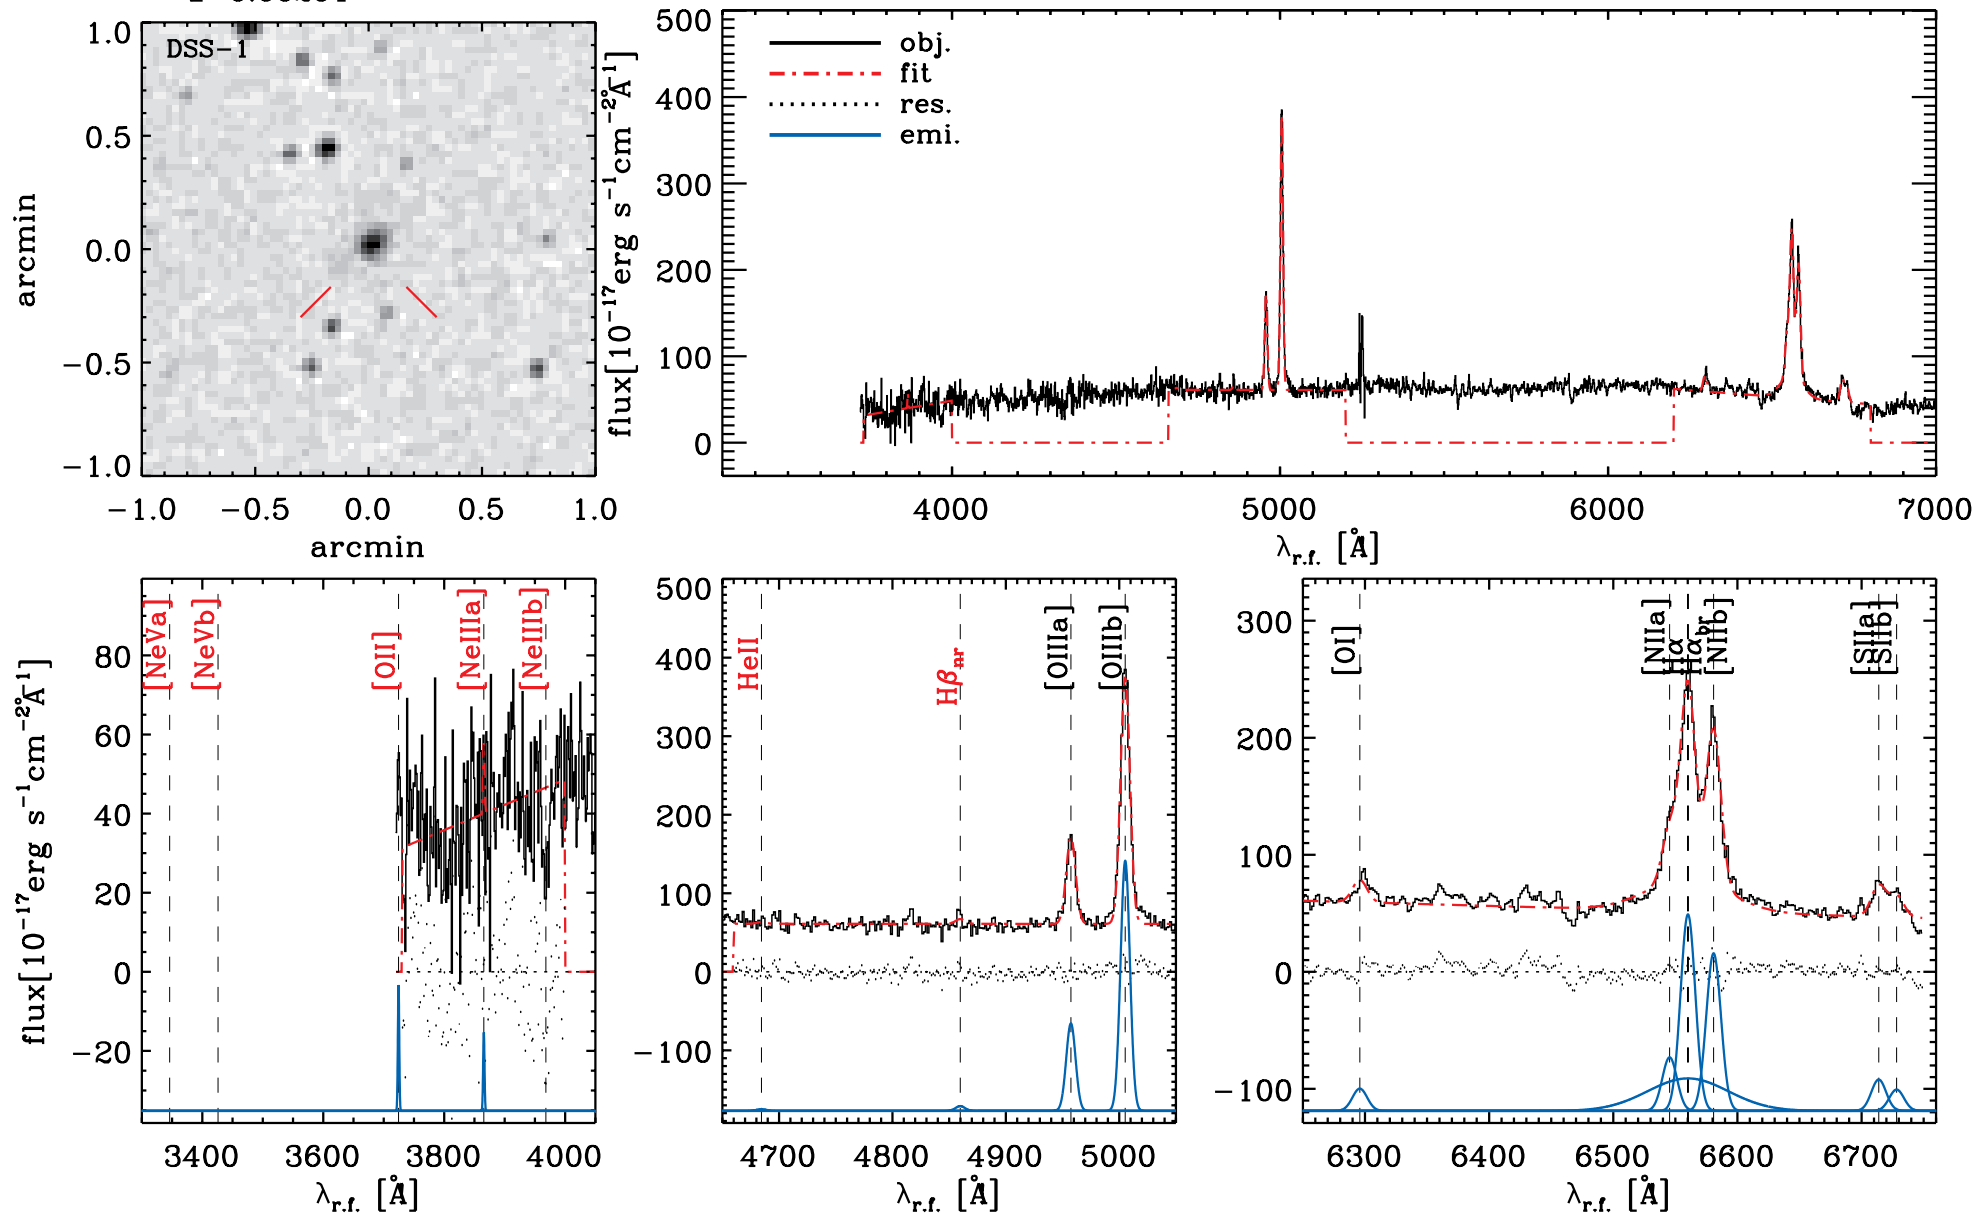 DSS−1
1.0
0.5
0.0
−0.5
−1.0
arcmin
−1.0 −0.5 0.0 0.5 1.0
arcmin
obj.
fit
res.
emi.
500
400
300
200
100
0
flux[10−17erg s−1cm−2Å−1]
4000 5000 6000 7000
λr.f. [Å]
[NeVa]
[NeVb]
[OII]
[NeIIIa]
[NeIIIb]
80
60
40
20
0
−20
flux[10−17erg s−1cm−2Å−1]
3400 3600 3800 4000
λr.f. [Å]
HeII
Hβnr
[OIIIa]
[OIIIb]
500
400
300
200
100
0
−100
4700 4800 4900 5000
λr.f. [Å]
[OI]
[NIIa]
Hα
Hαbr
[NIIb]
[SIIa]
[SIIb]
300
200
100
0
−100
6300 6400 6500 6600 6700
λr.f. [Å]